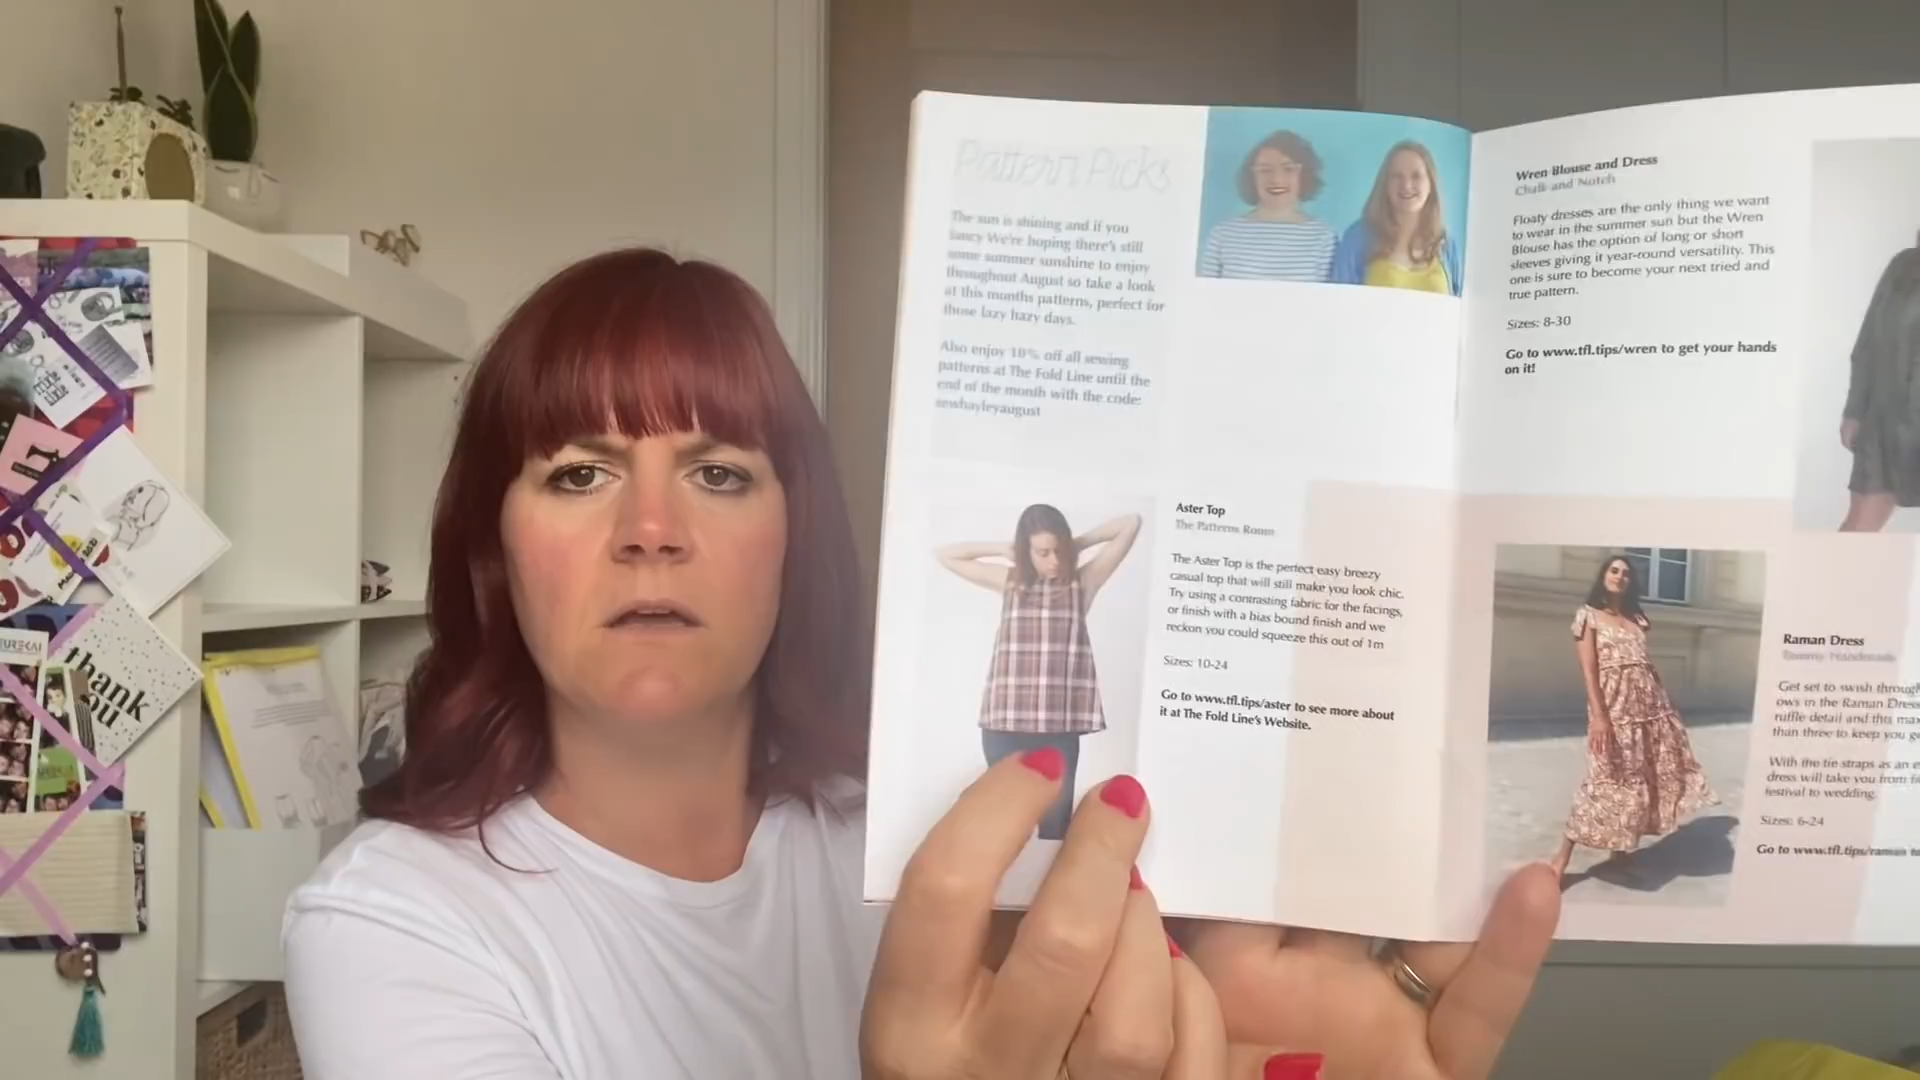 Pattern Picks
The sun is shining and if you
fancy We're hoping there's still
some summer sunshine to enjoy
throughout August so take a look
at this months patterns, perfect for
those lazy hazy days.
Also enjoy 10% off all sewing
patterns at The Fold Line until the
end of the month with the code:
sewhayleyaugust
Aster Top
The Patterns Room
The Aster Top is the perfect easy breezy
casual top that will still make you look chic.
Try using a contrasting fabric for the facings,
or finish with a bias bound finish and we
reckon you could squeeze this out of 1m
Sizes: 10-24
Go to www.tfl.tips/aster to see more about
it at The Fold Line's Website.
Wren Blouse and Dress
Chalk and Notch
Floaty dresses are the only thing we want
to wear in the summer sun but the Wren
Blouse has the option of long or short
sleeves giving it year-round versatility. This
one is sure to become your next tried and
true pattern.
Sizes: 8-30
Go to www.tfl.tips/wren to get your hands
on it!
Raman Dress
Tammy Handmade
Get set to swish through
ows in the Raman Dress
ruffle detail and this max
than three to keep you
With the tie straps as an
dress will take you from
festival to wedding.
Sizes: 6-24
Go to www.tfl.tips/raman
thank
you
EUREKA!